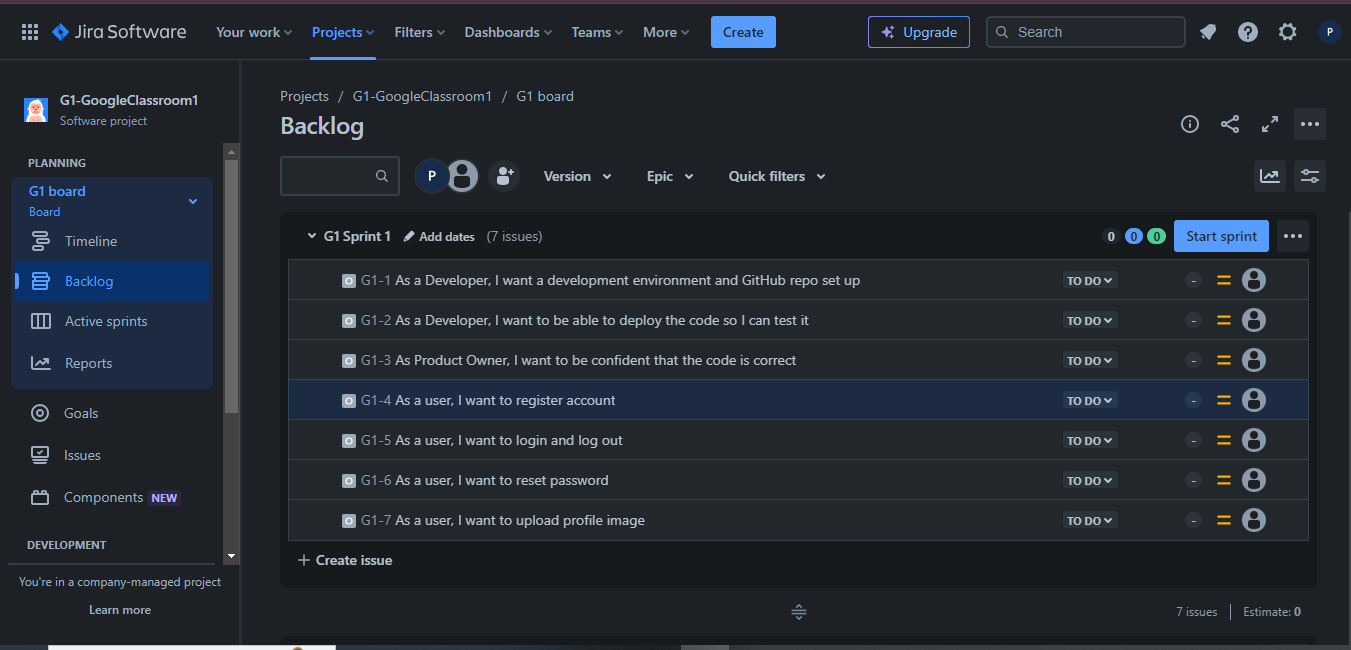 Jira Software Your work Projects Filters Dashboards Teams More Create Upgrade Search P
G1-GoogleClassroom1
Software project
PLANNING
G1 board
Board
Timeline
Backlog
Active sprints
Reports
Goals
Issues
Components NEW
DEVELOPMENT
You're in a company-managed project
Learn more
Projects / G1-GoogleClassroom1 / G1 board
Backlog
P Version Epic Quick filters
G1 Sprint 1 Add dates (7 issues) 0 0 0 Start sprint
G1-1 As a Developer, I want a development environment and GitHub repo set up TO DO -
G1-2 As a Developer, I want to be able to deploy the code so I can test it TO DO -
G1-3 As Product Owner, I want to be confident that the code is correct TO DO -
G1-4 As a user, I want to register account TO DO -
G1-5 As a user, I want to login and log out TO DO -
G1-6 As a user, I want to reset password TO DO -
G1-7 As a user, I want to upload profile image TO DO -
+ Create issue
7 issues Estimate: 0